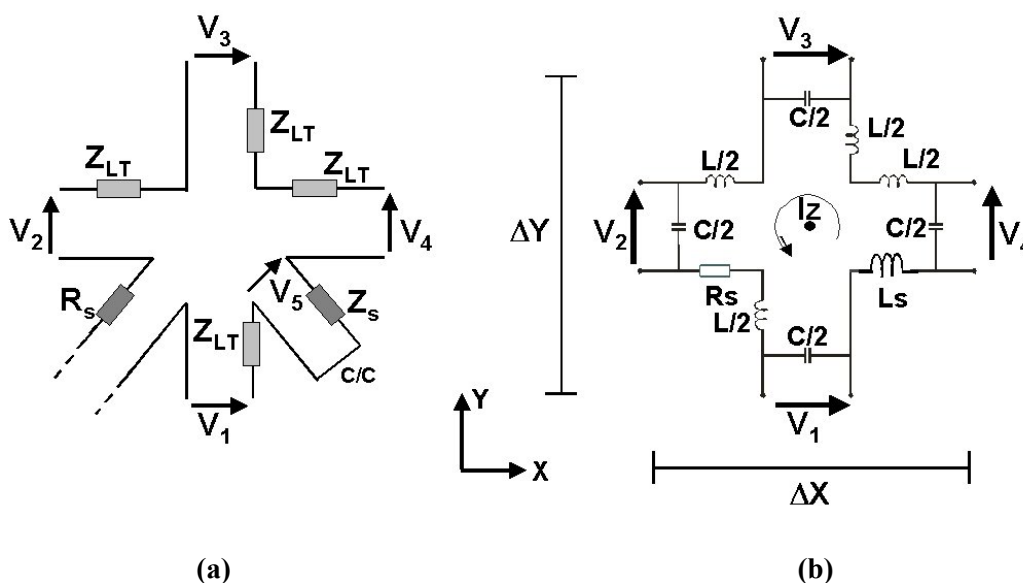 V3
ZLT
ZLT
ZLT
V2
V4
Rs
V5
Zs
ZLT
C/C
V1
(a)
Y
X
V3
C/2
L/2
L/2
L/2
ΔY
V2
C/2
Iz
C/2
V4
Rs
L/2
Ls
C/2
V1
ΔX
(b)